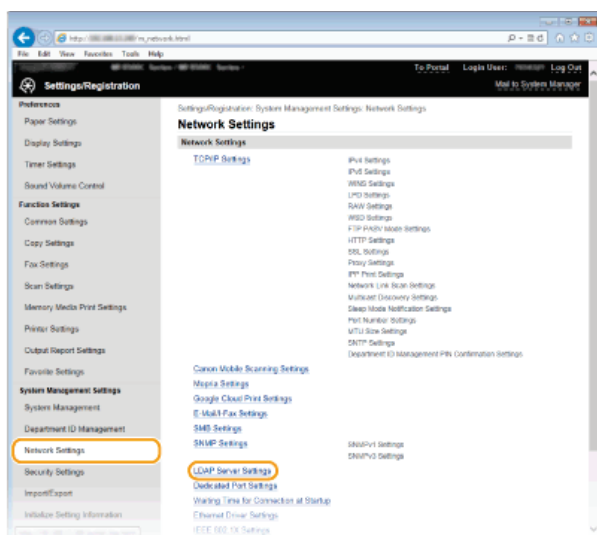 http://
m_network.html
File Edit View Favorites Tools Help
Series
Series
To Portal Login User: Log Out
Settings/Registration
Mail to System Manager
Preferences
Paper Settings
Display Settings
Timer Settings
Sound Volume Control
Function Settings
Common Settings
Copy Settings
Fax Settings
Scan Settings
Memory Media Print Settings
Printer Settings
Output Report Settings
Favorite Settings
System Management Settings
System Management
Department ID Management
Network Settings
Security Settings
Import/Export
Initialize Setting Information
Settings/Registration: System Management Settings: Network Settings
Network Settings
Network Settings
TCP/IP Settings
IPv4 Settings
IPv6 Settings
WINS Settings
LPD Settings
RAW Settings
WSD Settings
FTP PASV Mode Settings
HTTP Settings
SSL Settings
Proxy Settings
IPP Print Settings
Network Link Scan Settings
Multicast Discovery Settings
Sleep Mode Notification Settings
Port Number Settings
MTU Size Settings
SNTP Settings
Department ID Management PIN Confirmation Settings
Canon Mobile Scanning Settings
Mopria Settings
Google Cloud Print Settings
E-Mail/I-Fax Settings
SMB Settings
SNMP Settings
SNMPv1 Settings
SNMPv3 Settings
LDAP Server Settings
Dedicated Port Settings
Waiting Time for Connection at Startup
Ethernet Driver Settings
IEEE 802.1X Settings